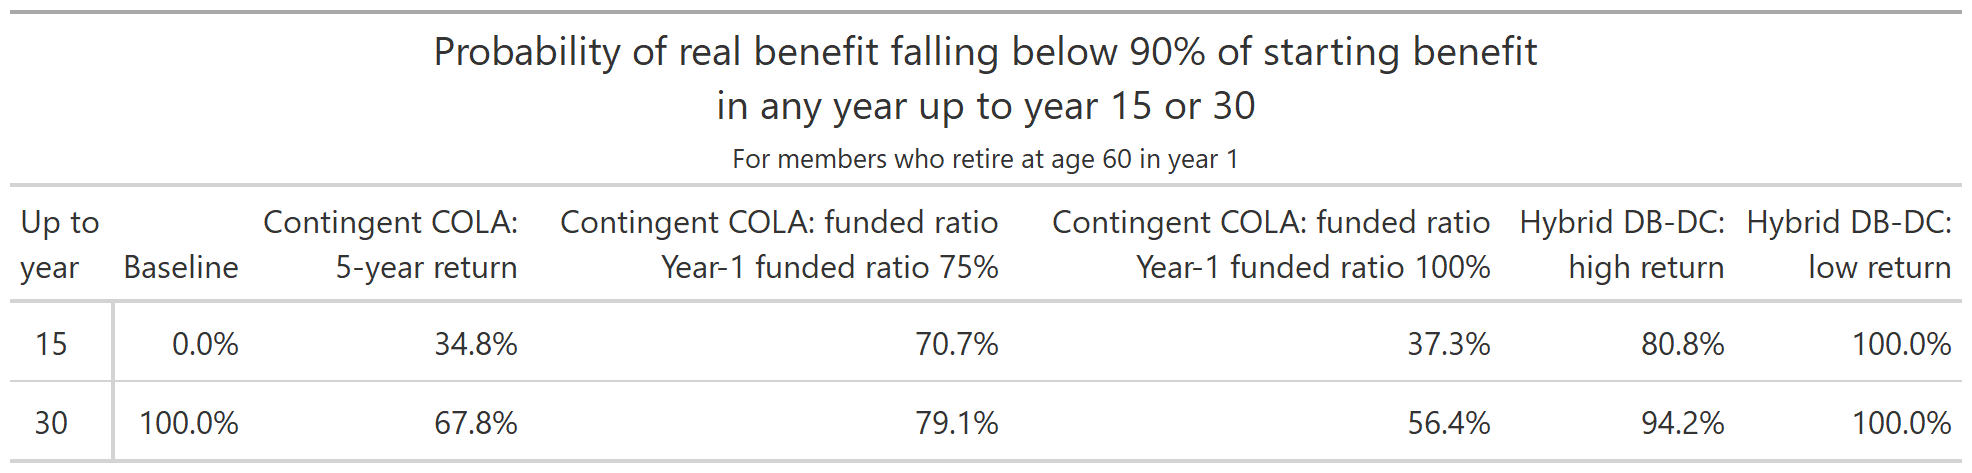 Probability of real benefit falling below 90% of starting benefit
in any year up to year 15 or 30
For members who retire at age 60 in year 1
Up to year Baseline Contingent COLA: 5-year return Contingent COLA: funded ratio Year-1 funded ratio 75% Contingent COLA: funded ratio Year-1 funded ratio 100% Hybrid DB-DC: high return Hybrid DB-DC: low return
15 0.0% 34.8% 70.7% 37.3% 80.8% 100.0%
30 100.0% 67.8% 79.1% 56.4% 94.2% 100.0%